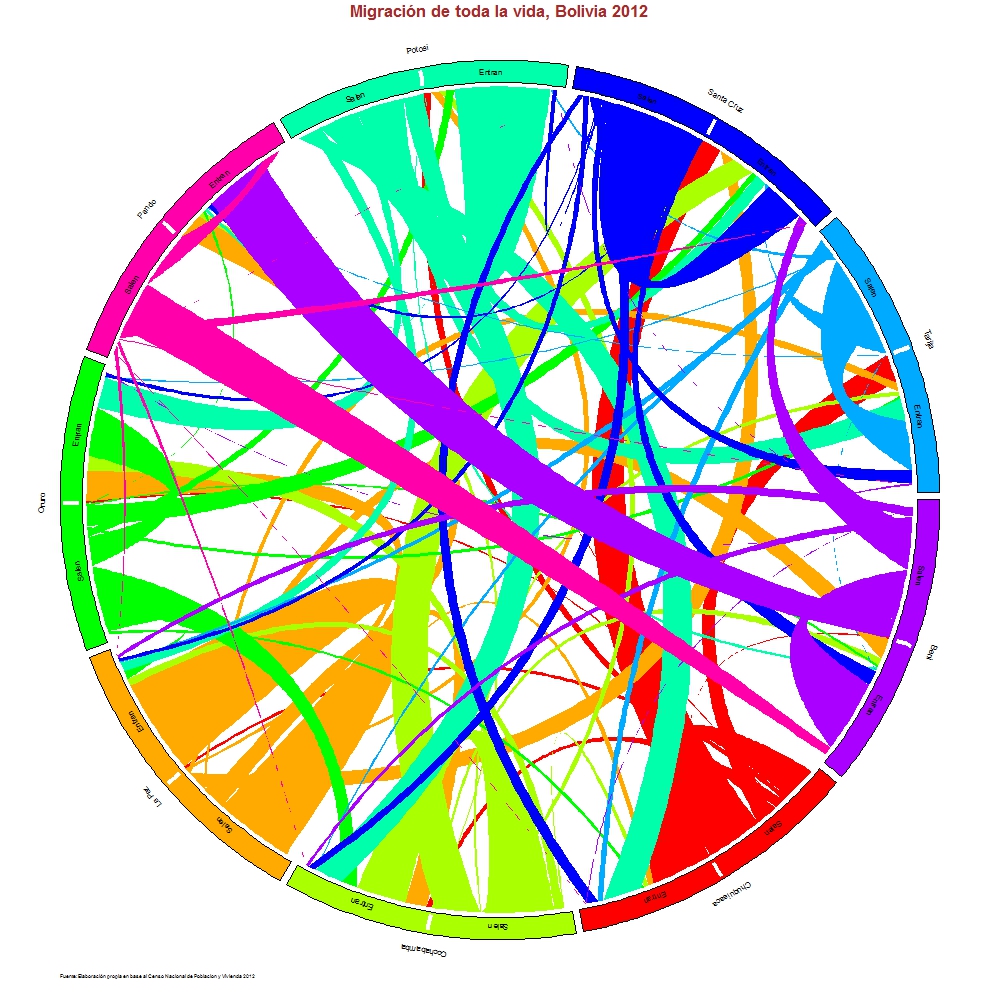 Migración de toda la vida, Bolivia 2012
Potosi
Salen
Entran
Santa Cruz
Salen
Entran
Pando
Entran
Salen
Tarija
Salen
Entran
Oruro
Entran
Salen
Beni
Salen
Entran
La Paz
Entran
Salen
Cochabamba
Entran
Salen
Chuquisaca
Entran
Salen
Fuente: Elaboración propia en base al Censo Nacional de Poblacion y Vivienda 2012